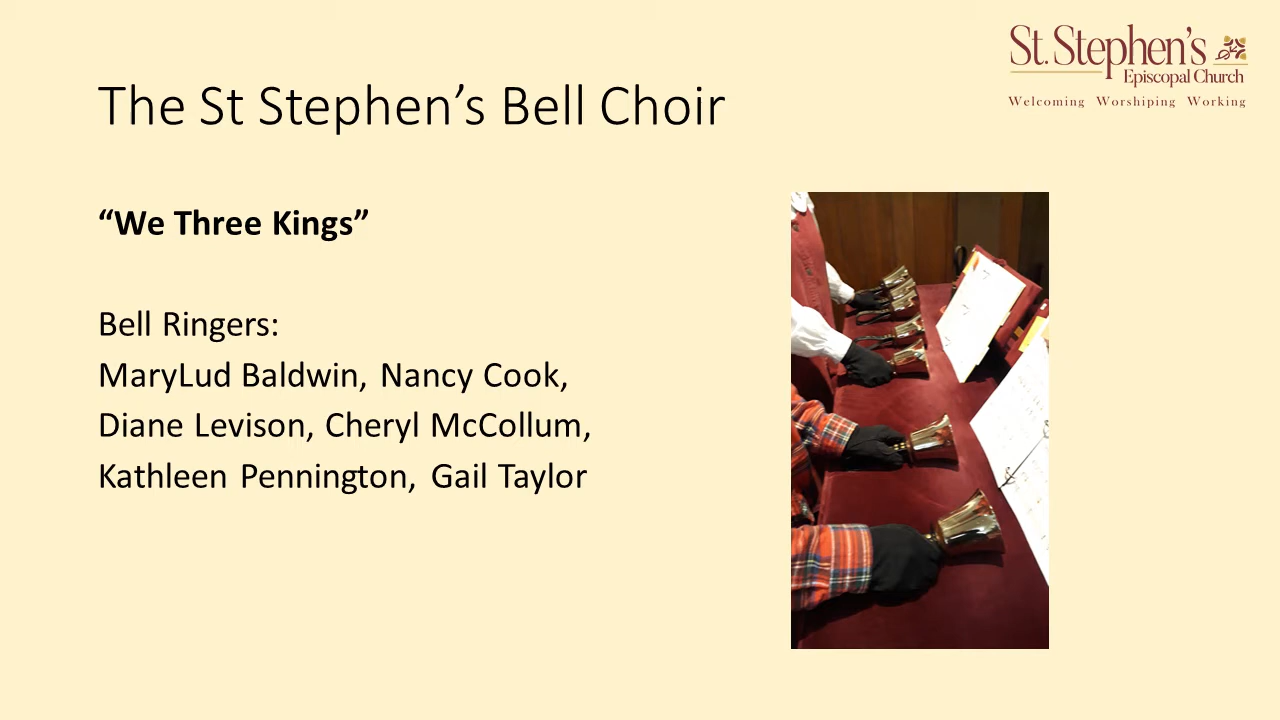 St. Stephen's
Episcopal Church
Welcoming Worshiping Working
The St Stephen’s Bell Choir
“We Three Kings”
Bell Ringers:
MaryLud Baldwin, Nancy Cook,
Diane Levison, Cheryl McCollum,
Kathleen Pennington, Gail Taylor